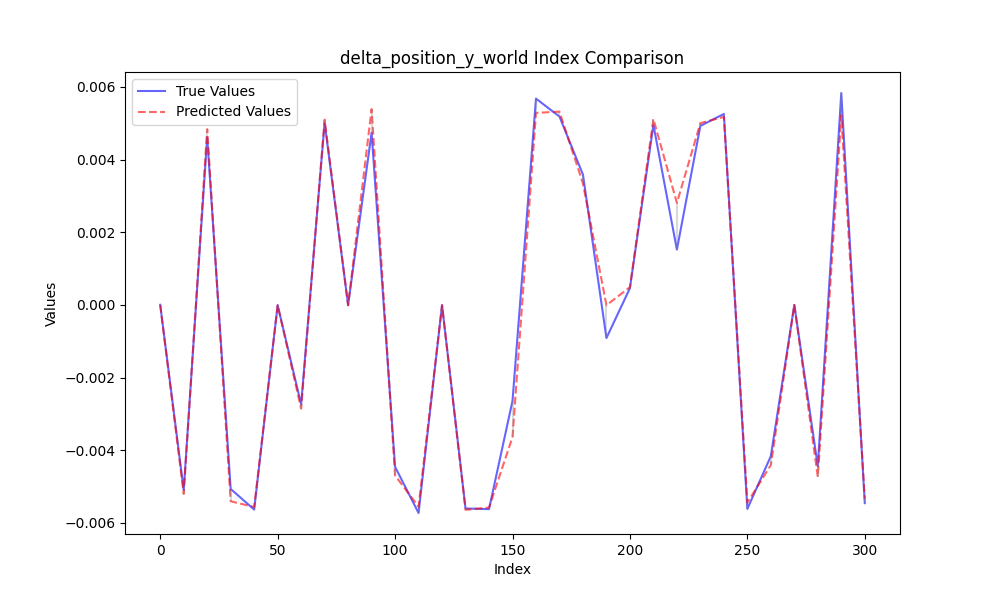 delta_position_y_world Index Comparison
True Values
Predicted Values
0.006
0.004
0.002
0.000
−0.002
−0.004
−0.006
Values
0 50 100 150 200 250 300
Index